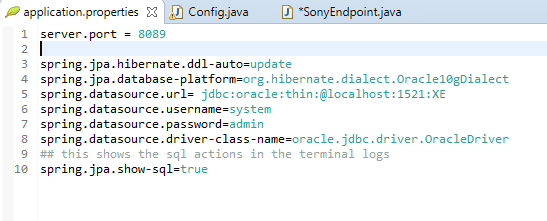 application.properties Config.java *SonyEndpoint.java
1 server.port = 8089
2
3 spring.jpa.hibernate.ddl-auto=update
4 spring.jpa.database-platform=org.hibernate.dialect.Oracle10gDialect
5 spring.datasource.url= jdbc:oracle:thin:@localhost:1521:XE
6 spring.datasource.username=system
7 spring.datasource.password=admin
8 spring.datasource.driver-class-name=oracle.jdbc.driver.OracleDriver
9 ## this shows the sql actions in the terminal logs
10 spring.jpa.show-sql=true